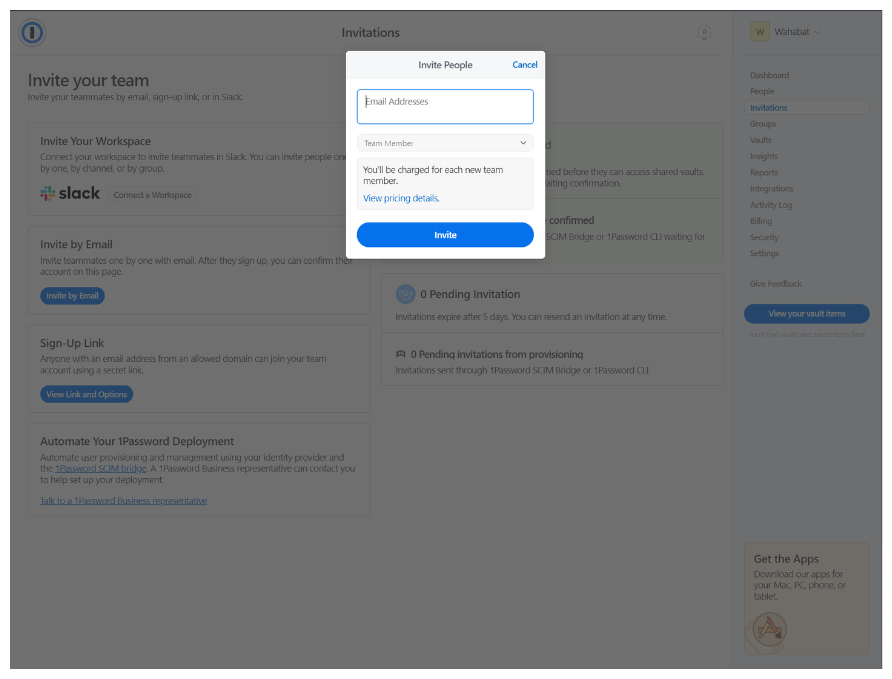 Invitations
6
W Wahabat
Invite your team
Invite your teammates by email, sign-up link, or in Slack.
Invite Your Workspace
Connect your workspace to invite teammates in Slack. You can invite people one
by one, by channel, or by group.
slack Connect a Workspace
Invite by Email
Invite teammates one by one with email. After they sign up, you can confirm their
account on this page.
Invite by Email
Sign-Up Link
Anyone with an email address from an allowed domain can join your team
account using a secret link.
View Link and Options
Automate Your 1Password Deployment
Automate user provisioning and management using your identity provider and
the 1Password SCIM bridge. A 1Password Business representative can contact you
to help set up your deployment.
Talk to a 1Password Business representative
Invite People Cancel
Email Addresses
Team Member
You'll be charged for each new team
member.
View pricing details.
Invite
d
ned before they can access shared vaults.
aiting confirmation.
confirmed
SCIM Bridge or 1Password CLI waiting for
0 Pending Invitation
Invitations expire after 5 days. You can resend an invitation at any time.
0 Pending invitations from provisioning
Invitations sent through 1Password SCIM Bridge or 1Password CLI
Dashboard
People
Invitations
Groups
Vaults
Insights
Reports
Integrations
Activity Log
Billing
Security
Settings
Give Feedback
View your vault items
You'll find vaults and saved items here
Get the Apps
Download our apps for
your Mac, PC, phone, or
tablet.